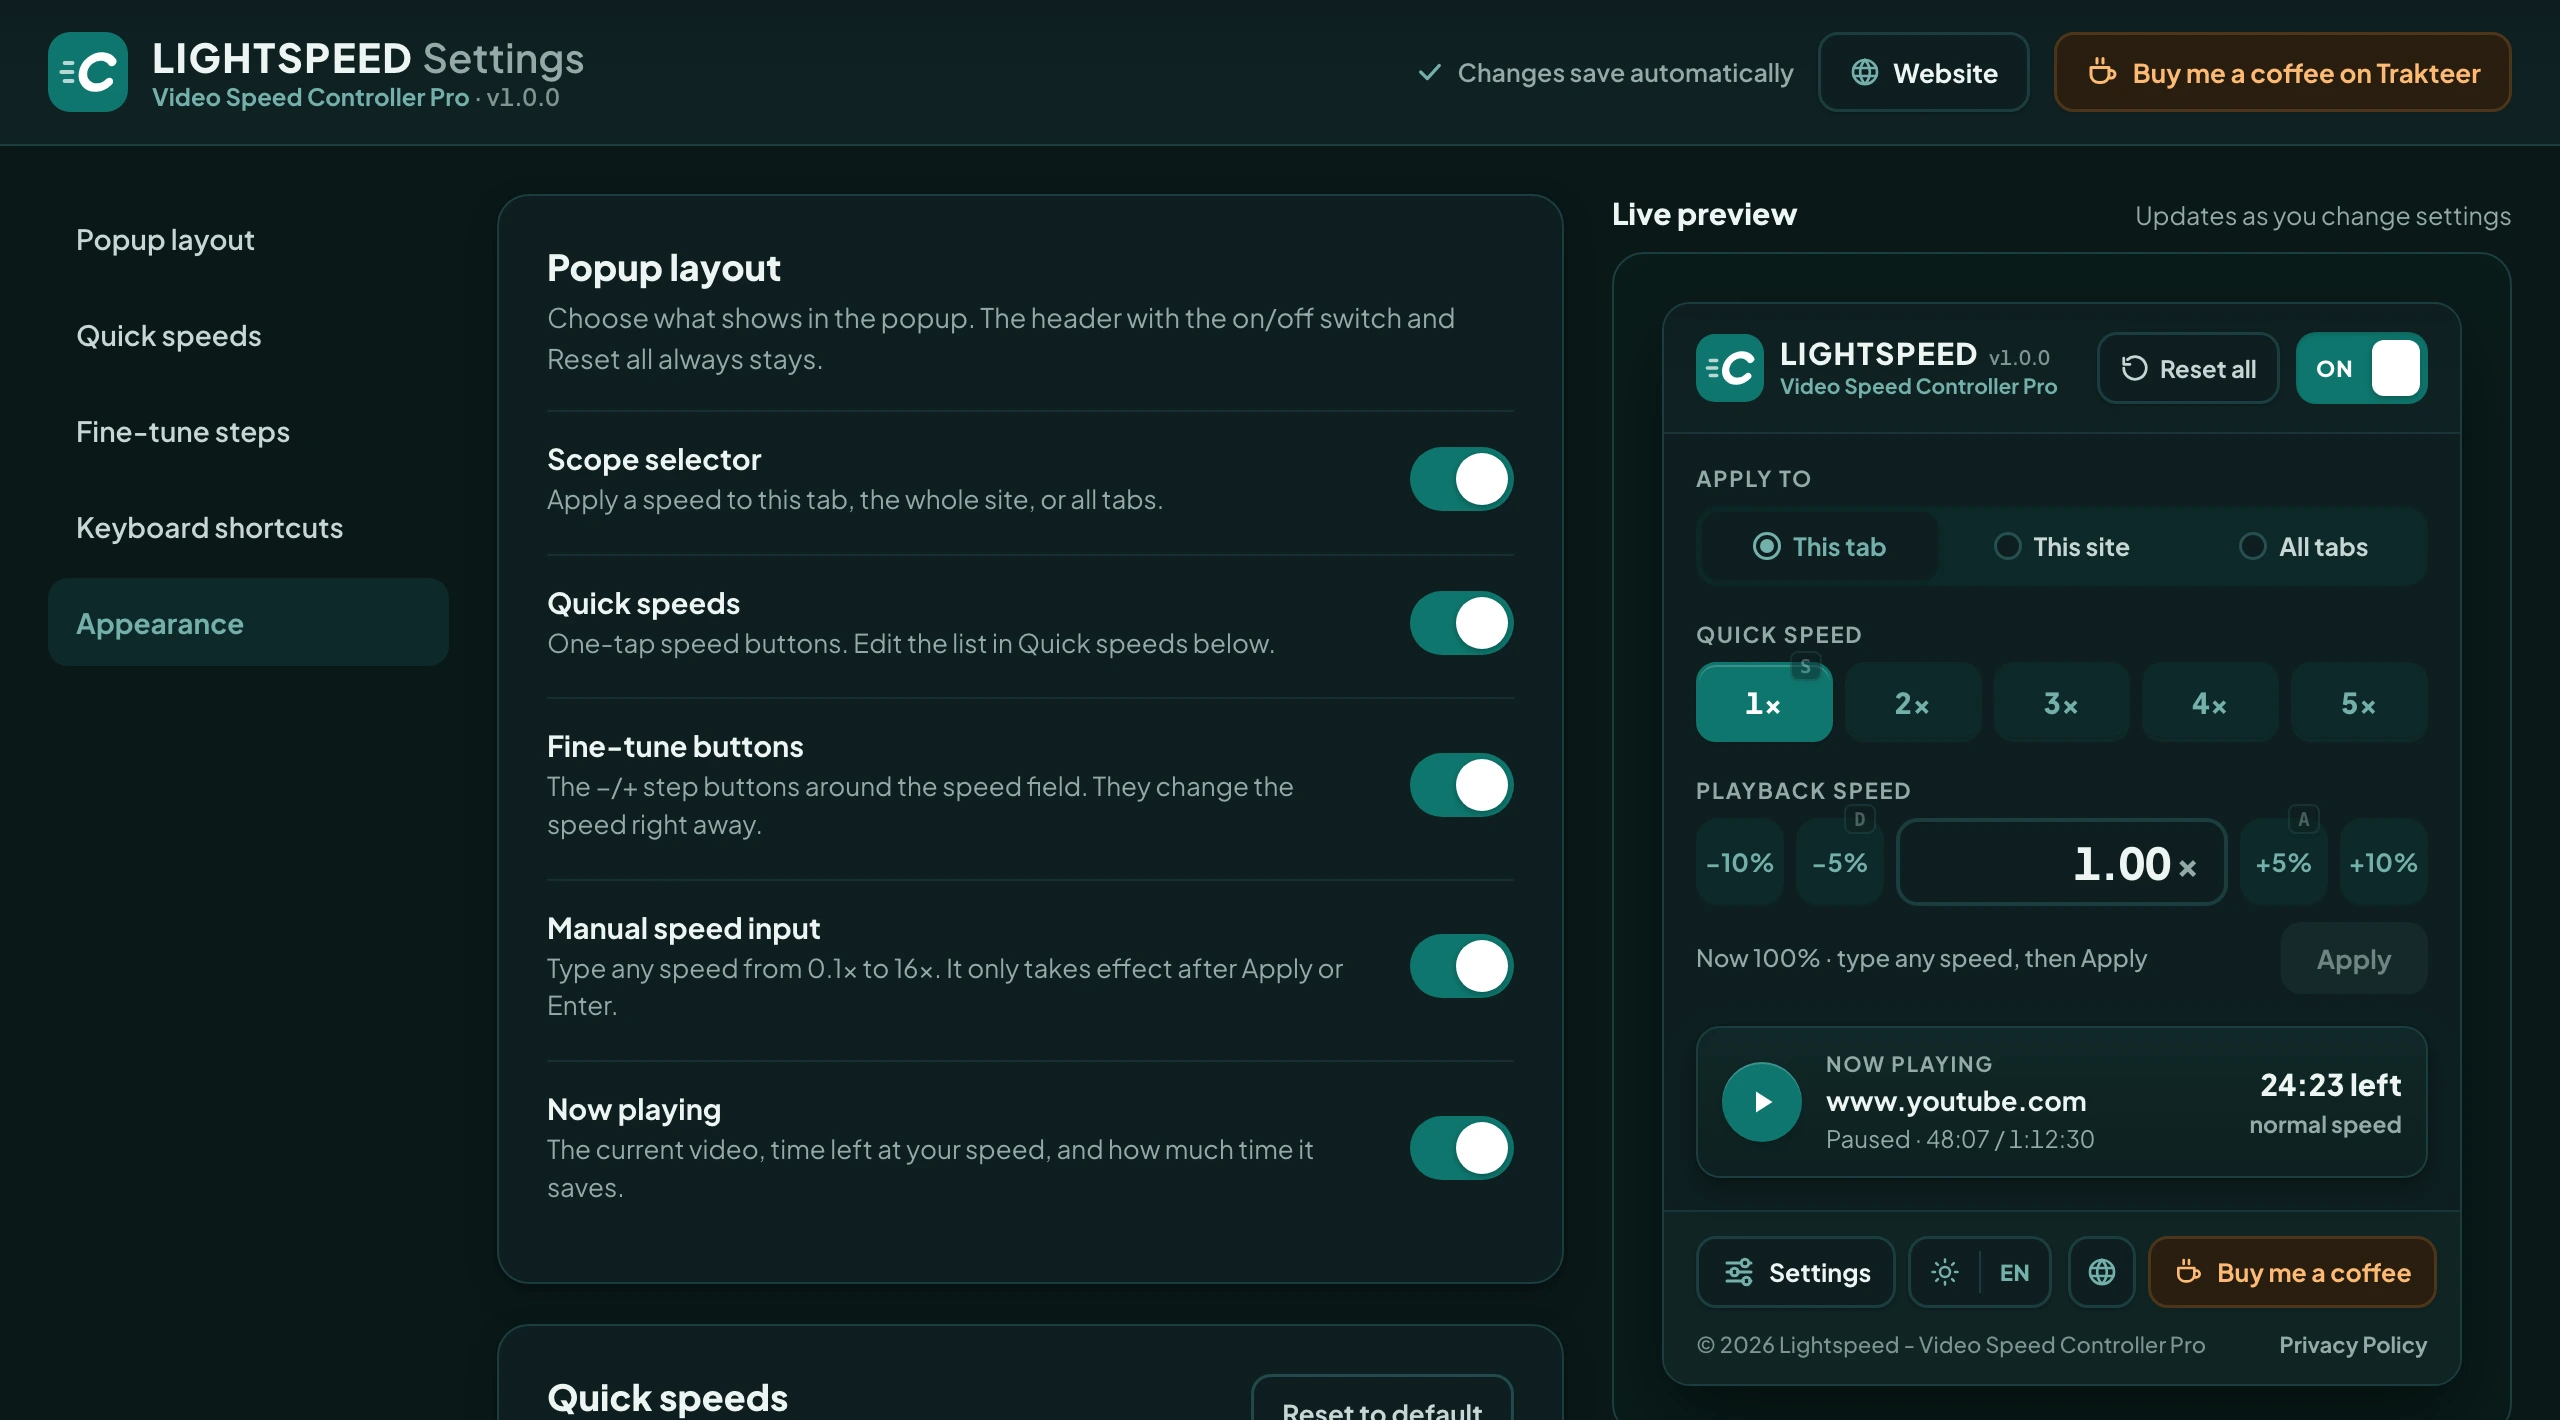 LIGHTSPEED Settings
Video Speed Controller Pro · v1.0.0
Changes save automatically
Website
Buy me a coffee on Trakteer
Popup layout
Quick speeds
Fine-tune steps
Keyboard shortcuts
Appearance
Popup layout
Choose what shows in the popup. The header with the on/off switch and
Reset all always stays.
Scope selector
Apply a speed to this tab, the whole site, or all tabs.
Quick speeds
One-tap speed buttons. Edit the list in Quick speeds below.
Fine-tune buttons
The −/+ step buttons around the speed field. They change the
speed right away.
Manual speed input
Type any speed from 0.1× to 16×. It only takes effect after Apply or
Enter.
Now playing
The current video, time left at your speed, and how much time it
saves.
Quick speeds
Reset to default
Live preview
Updates as you change settings
C
LIGHTSPEED v1.0.0
Video Speed Controller Pro
Reset all
ON
APPLY TO
This tab
This site
All tabs
QUICK SPEED
S
1×
2×
3×
4×
5×
PLAYBACK SPEED
D
A
−10%
−5%
1.00 ×
+5%
+10%
Now 100% · type any speed, then Apply
Apply
NOW PLAYING
www.youtube.com
Paused · 48:07 / 1:12:30
24:23 left
normal speed
Settings
EN
Buy me a coffee
© 2026 Lightspeed - Video Speed Controller Pro
Privacy Policy